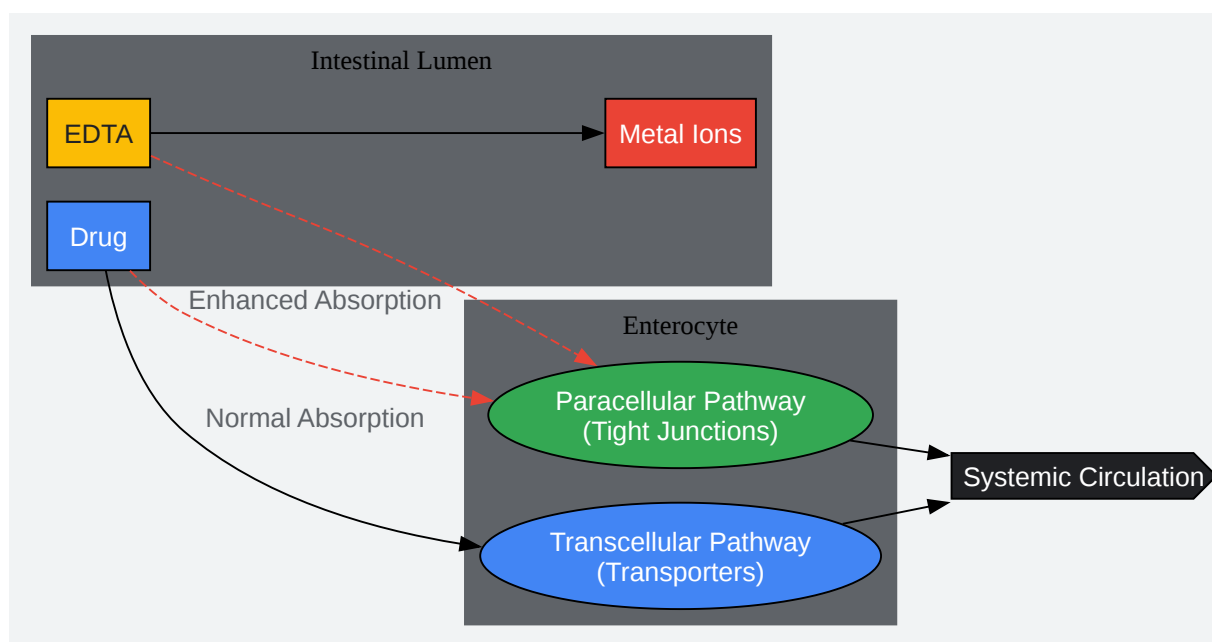 Intestinal Lumen
EDTA
Metal Ions
Drug
Enhanced Absorption
Enterocyte
Paracellular Pathway
(Tight Junctions)
Normal Absorption
Systemic Circulation
Transcellular Pathway
(Transporters)